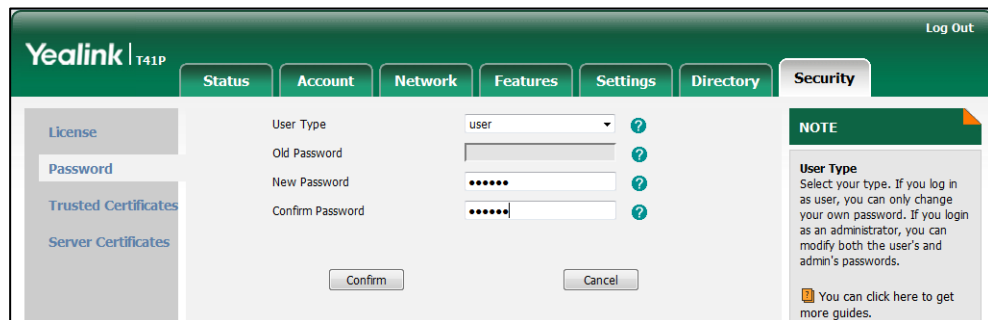 Log Out
Yealink T41P
Status Account Network Features Settings Directory Security
License
Password
Trusted Certificates
Server Certificates
User Type user
Old Password
New Password ••••••
Confirm Password ••••••
Confirm Cancel
NOTE
User Type
Select your type. If you log in
as user, you can only change
your own password. If you login
as an administrator, you can
modify both the user's and
admin's passwords.
You can click here to get
more guides.